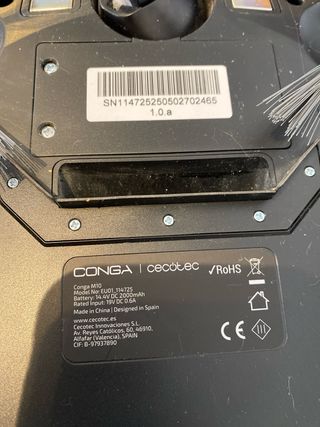 SN114725250502702465
1.0.a
CONGA | cecotec ✓RoHS
Conga M10
Model No: EU01_114725
Battery: 14.4V DC 2000mAh
Rated Input: 19V DC 0.6A
Made in China | Designed in Spain
www.cecotec.es
Cecotec Innovaciones S.L.
Av. Reyes Católicos, 60, 46910,
Alfafar (Valencia), SPAIN
CIF: B-97937890
CE